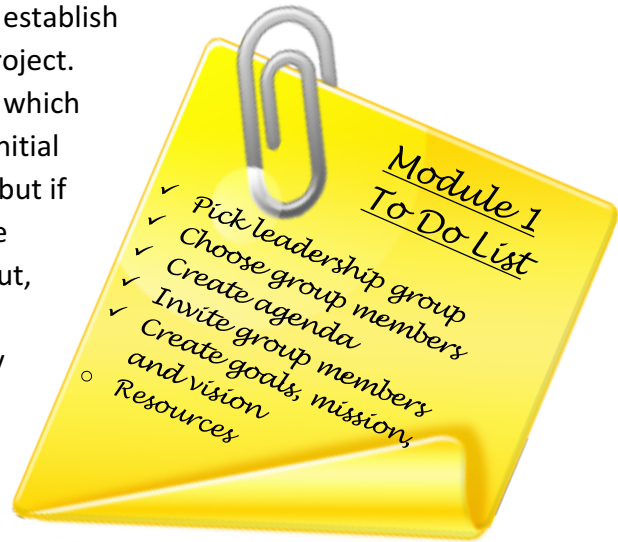 establish
roject.
which
nitial
but if
e
ut,
y
Module 1
To Do List
✓ Pick leadership group
✓ Choose group members
✓ Create agenda
✓ Invite group members
✓ Create goals, mission,
and vision
○ Resources